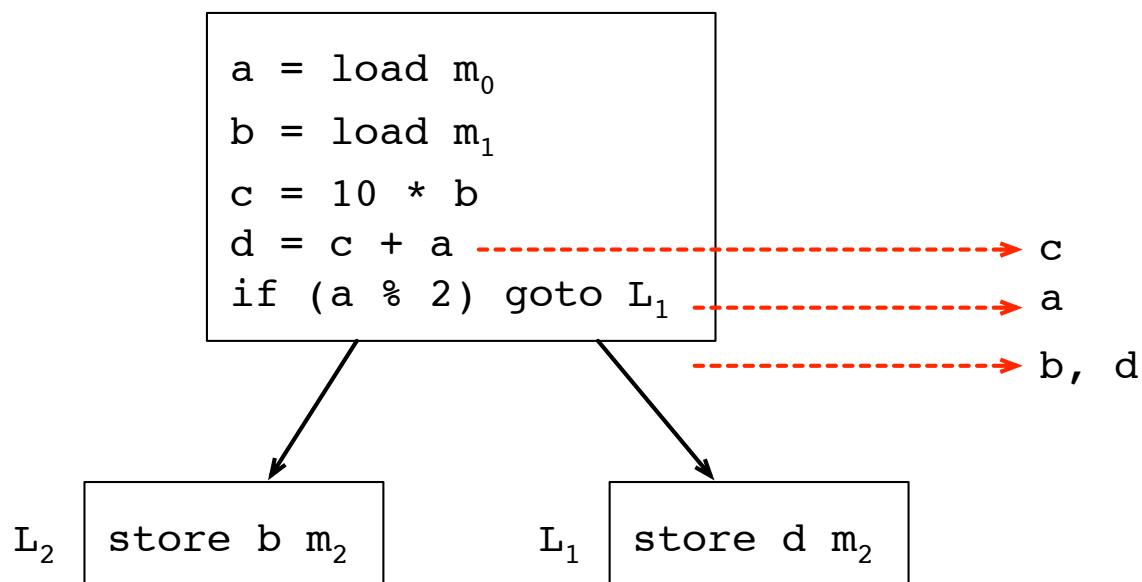 a = load m₀
b = load m₁
c = 10 * b
d = c + a
c
if (a % 2) goto L₁
a
b, d
L₂
store b m₂
L₁
store d m₂